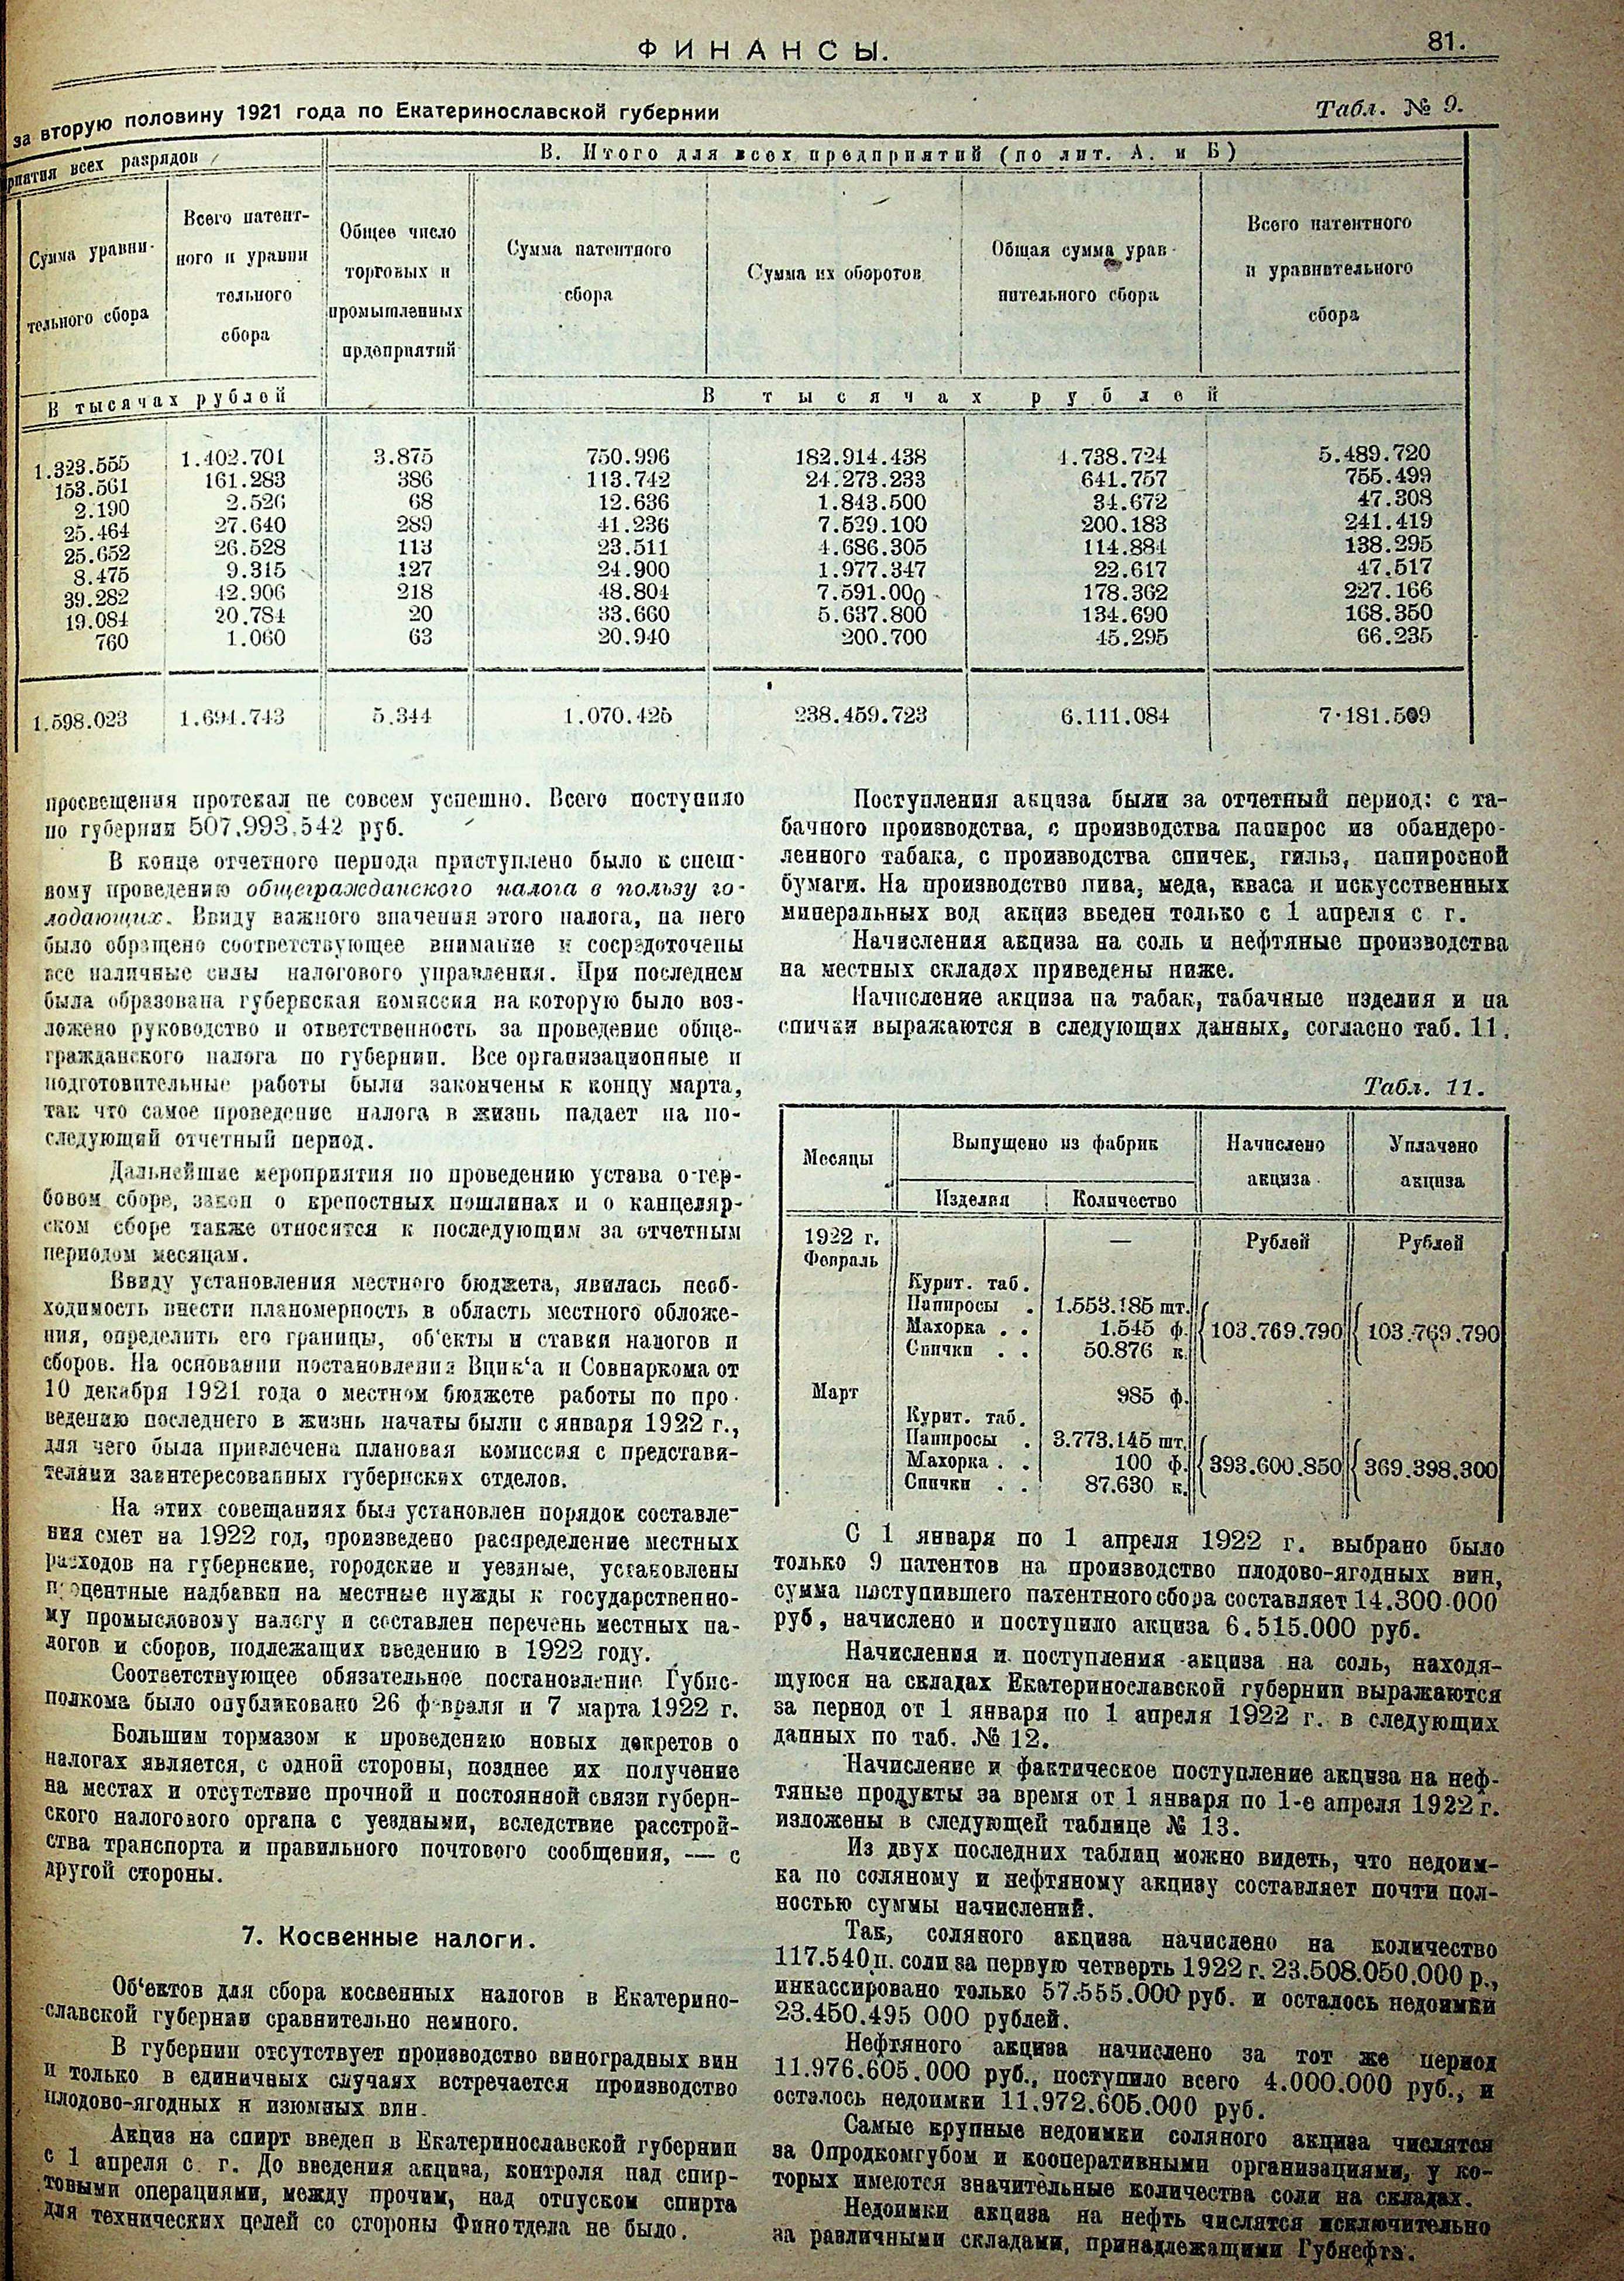 ФИНАНСЫ.
81.
за вторую половину 1921 года по Екатеринославской губернии
Табл. № 9.
риятия всех разрядов
В. Итого для всех предприятий (по лит. А. и Б)
Сумма уравни-
тельного сбора
Всего патент-
ного и уравни
тельного
сбора
Общее число
торговых и
промышленных
прдоприятий
Сумма патентного
сбора
Сумма их оборотов
Общая сумма урав-
нительного сбора
Всего патентного
и уравнительного
сбора
В тысячах рублей
В тысячах рублей
1.323.555 1.402.701 3.875 750.996 182.914.438 4.738.724 5.489.720
153.561 161.283 386 113.742 24.273.233 641.757 755.499
2.190 2.526 68 12.636 1.843.500 34.672 47.308
25.464 27.640 289 41.236 7.529.100 200.183 241.419
25.652 26.528 113 23.511 4.686.305 114.884 138.295
8.475 9.315 127 24.900 1.977.347 22.617 47.517
39.282 42.906 218 48.804 7.591.000 178.362 227.166
19.084 20.784 20 33.660 5.637.800 134.690 168.350
760 1.060 63 20.940 200.700 45.295 66.235
1.598.023 1.694.743 5.344 1.070.425 238.459.723 6.111.084 7.181.509
просвещения протекал не совсем успешно. Всего поступило
по губернии 507.993.542 руб.
В конце отчетного периода приступлено было к спеш-
ному проведению общегражданского налога в пользу го-
лодающих. Ввиду важного значения этого налога, на него
было обращено соответствующее внимание и сосредоточены
все наличные силы налогового управления. При последнем
была образована губернская комиссия на которую было воз-
ложено руководство и ответственность за проведение обще-
гражданского налога по губернии. Все организационные и
подготовительные работы были закончены к концу марта,
так что самое проведение налога в жизнь падает на по-
следующий отчетный период.
Дальнейшие мероприятия по проведению устава о гер-
бовом сборе, закон о крепостных пошлинах и о канцеляр-
ском сборе также относятся к последующим за отчетным
периодом месяцам.
Ввиду установления местного бюджета, явилась необ-
ходимость внести планомерность в область местного обложе-
ния, определить его границы, об'екты и ставки налогов и
сборов. На основании постановления Вцик'а и Совнаркома от
10 декабря 1921 года о местном бюджете работы по про-
ведению последнего в жизнь начаты были с января 1922 г.,
для чего была привлечена плановая комиссия с представи-
телями заинтересованных губернских отделов.
На этих совещаниях был установлен порядок составле-
ния смет на 1922 год, произведено распределение местных
расходов на губернские, городские и уездные, установлены
процентные надбавки на местные нужды к государственно-
му промысловому налогу и составлен перечень местных на-
логов и сборов, подлежащих введению в 1922 году.
Соответствующее обязательное постановление Губис-
полкома было опубликовано 26 февраля и 7 марта 1922 г.
Большим тормазом к проведению новых декретов о
налогах является, с одной стороны, позднее их получение
на местах и отсутствие прочной и постоянной связи губерн-
ского налогового органа с уездными, вследствие расстрой-
ства транспорта и правильного почтового сообщения, — с
другой стороны.
7. Косвенные налоги.
Об'ектов для сбора косвенных налогов в Екатерино-
славской губернии сравнительно немного.
В губернии отсутствует производство виноградных вин
и только в единичных случаях встречается производство
плодово-ягодных и изюмных вин.
Акциз на спирт введен в Екатеринославской губернии
с 1 апреля с. г. До введения акциза, контроля над спир-
товыми операциями, между прочим, над отпуском спирта
для технических целей со стороны Финотдела не было.
Поступления акциза были за отчетный период: с та-
бачного производства, с производства папирос из обандеро-
ленного табака, с производства спичек, гильз, папиросной
бумаги. На производство пива, меда, кваса и искусственных
минеральных вод акциз введен только с 1 апреля с. г.
Начисления акциза на соль и нефтяные производства
на местных складэх приведены ниже.
Начисление акциза на табак, табачные изделия и на
спички выражаются в следующих данных, согласно таб. 11.
Табл. 11.
Месяцы
Выпущено из фабрик
Изделия
Количество
Начислено
акциза
Уплачено
акциза
1922 г. — Рублей Рублей
Февраль
Курит. таб.
Папиросы . 1.553.185 шт.
Махорка . . 1.545 ф. 103.769.790 103.769.790
Спички . . 50.876 к.
Март 985 ф.
Курит. таб.
Папиросы . 3.773.145 шт.
Махорка . . 100 ф. 393.600.850 369.398.300
Спички . . 87.630 к.
С 1 января по 1 апреля 1922 г. выбрано было
только 9 патентов на производство плодово-ягодных вин,
сумма поступившего патентного сбора составляет 14.300.000
руб, начислено и поступило акциза 6.515.000 руб.
Начисления и поступления акциза на соль, находя-
щуюся на складах Екатеринославской губернии выражаются
за период от 1 января по 1 апреля 1922 г. в следующих
данных по таб. № 12.
Начисление и фактическое поступление акциза на неф-
тяные продукты за время от 1 января по 1-е апреля 1922 г.
изложены в следующей таблице № 13.
Из двух последних таблиц можно видеть, что недоим-
ка по соляному и нефтяному акцизу составляет почти пол-
ностью суммы начислений.
Так, соляного акциза начислено на количество
117.540 п. соли за первую четверть 1922 г. 23.508.050.000 р.,
инкассировано только 57.555.000 руб. и осталось недоимки
23.450.495 000 рублей.
Нефтяного акциза начислено за тот же период
11.976.605.000 руб., поступило всего 4.000.000 руб., и
осталось недоимки 11.972.605.000 руб.
Самые крупные недоимки соляного акциза числятся
за Опродкомгубом и кооперативными организациями, у ко-
торых имеются значительные количества соли на складах.
Недоимки акциза на нефть числятся исключительно
за различными складами, принадлежащими Губнефта.